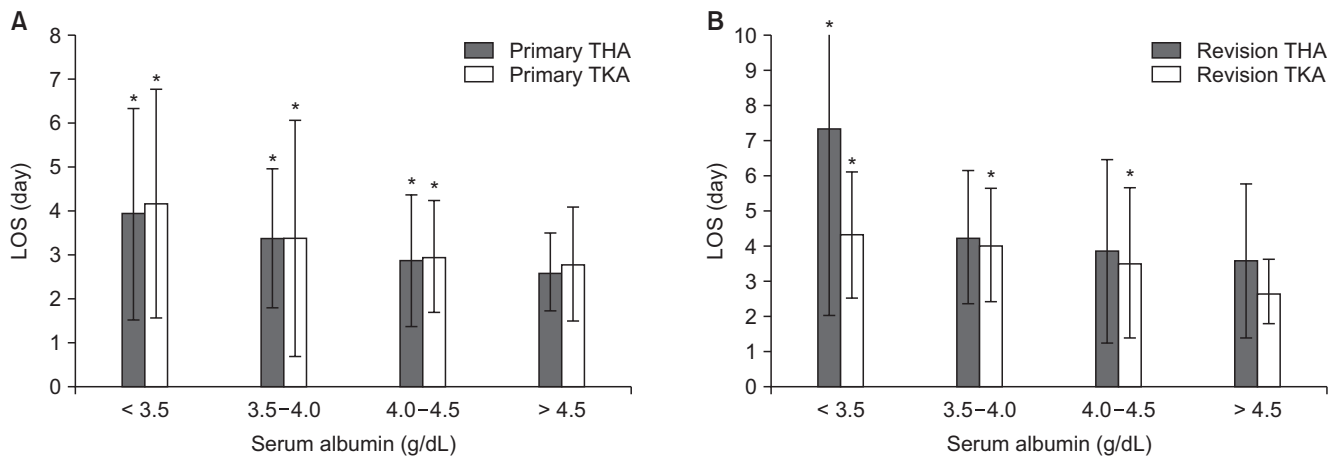 A
8
7
6
5
4
3
2
1
0
LOS (day)
Primary THA
Primary TKA
* * * * * *
< 3.5 3.5–4.0 4.0–4.5 > 4.5
Serum albumin (g/dL)
B
10
9
8
7
6
5
4
3
2
1
0
LOS (day)
Revision THA
Revision TKA
* * * *
< 3.5 3.5–4.0 4.0–4.5 > 4.5
Serum albumin (g/dL)